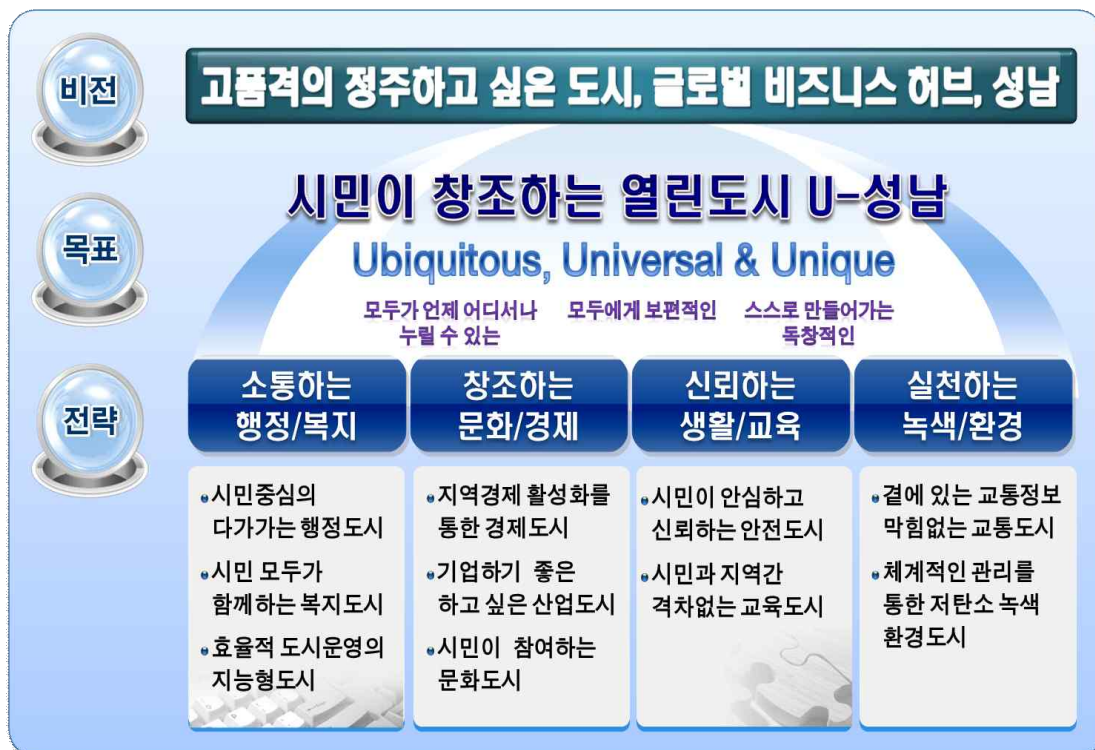 비전
고품격의 정주하고 싶은 도시, 글로벌 비즈니스 허브, 성남
목표
시민이 창조하는 열린도시 U-성남
Ubiquitous, Universal & Unique
모두가 언제 어디서나
누릴 수 있는
모두에게 보편적인
스스로 만들어가는
독창적인
전략
소통하는
행정/복지
•시민중심의
다가가는 행정도시
•시민 모두가
함께하는 복지도시
•효율적 도시운영의
지능형도시
창조하는
문화/경제
•지역경제 활성화를
통한 경제도시
•기업하기 좋은
하고 싶은 산업도시
•시민이 참여하는
문화도시
신뢰하는
생활/교육
•시민이 안심하고
신뢰하는 안전도시
•시민과 지역간
격차없는 교육도시
실천하는
녹색/환경
•곁에 있는 교통정보
막힘없는 교통도시
•체계적인 관리를
통한 저탄소 녹색
환경도시